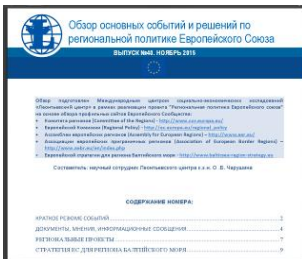 Обзор основных событий и решений по
региональной политике Европейского Союза
ВЫПУСК №40. НОЯБРЬ 2015
Обзор подготовлен Международным центром социально-экономических исследований
«Леонтьевский центр» в рамках реализации проекта "Региональная политика Европейского союза"
на основе обзора профильных сайтов Европейского Сообщества:
• Комитета регионов (Committee of the Regions) - http://www.cor.europa.eu/
• Европейской Комиссии (Regional Policy) - http://ec.europa.eu/regional_policy
• Ассамблеи европейских регионов (Assembly for European Regions) – http://www.aer.eu/
• Ассоциации европейских приграничных регионов (Association of European Border Regions) –
http://www.aebr.eu/en/index.php
• Европейской стратегии для региона Балтийского моря - http://www.balticsea-region-strategy.eu
Составитель: научный сотрудник Леонтьевского центра к.э.н. О. В. Черушова
СОДЕРЖАНИЕ НОМЕРА:
КРАТКОЕ РЕЗЮМЕ СОБЫТИЙ 2
ДОКУМЕНТЫ, МНЕНИЯ, ИНФОРМАЦИОННЫЕ СООБЩЕНИЯ 4
РЕГИОНАЛЬНЫЕ ПРОЕКТЫ 7
СТРАТЕГИЯ ЕС ДЛЯ РЕГИОНА БАЛТИЙСКОГО МОРЯ 9